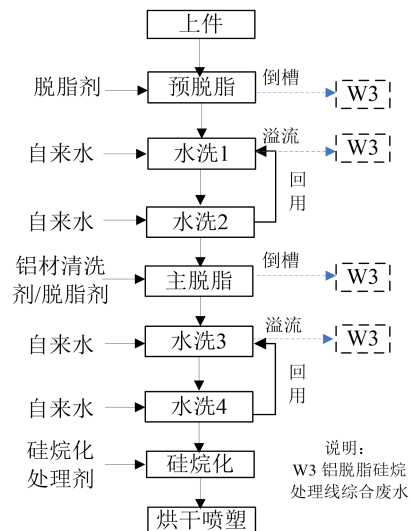 上件
脱脂剂
预脱脂
倒槽
W3
自来水
水洗1
溢流
W3
回
用
自来水
水洗2
铝材清洗
剂/脱脂剂
主脱脂
倒槽
W3
自来水
水洗3
溢流
W3
回
用
自来水
水洗4
硅烷化
处理剂
硅烷化
说明：
W3 铝脱脂硅烷
处理线综合废水
烘干喷塑